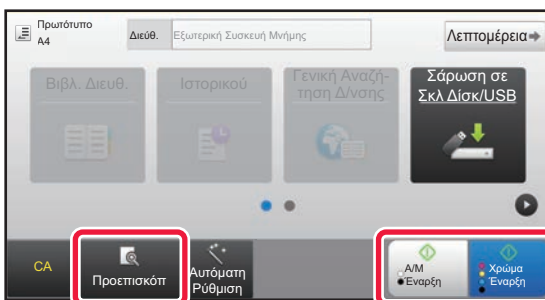 Πρωτότυπο
A4
Διεύθ.
Εξωτερική Συσκευή Μνήμης
Λεπτομέρεια
Βιβλ. Διευθ.
Ιστορικού
Γενική Αναζή-
τηση Δ/νσης
Σάρωση σε
Σκλ Δίσκ/USB
CA
Προεπισκόπ
Αυτόματη
Ρύθμιση
Α/Μ
Έναρξη
Χρώμα
Έναρξη